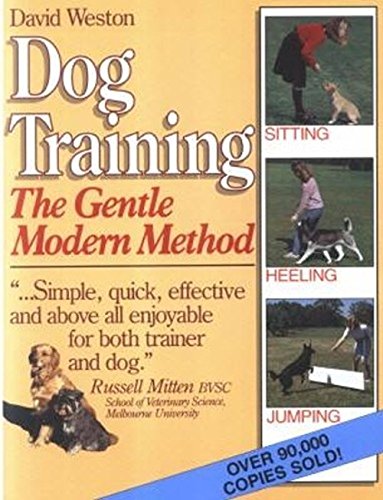 David Weston
Dog
Training
The Gentle
Modern Method
"...Simple, quick, effective
and above all enjoyable
for both trainer
and dog."
Russell Mitten BVSC
School of Veterinary Science,
Melbourne University
SITTING
HEELING
JUMPING
OVER 90,000
COPIES SOLD!